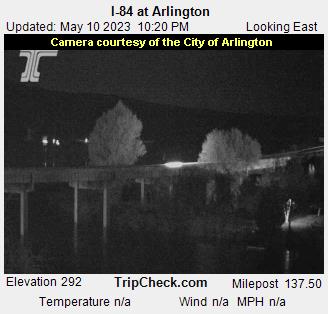 I-84 at Arlington
Updated: May 10 2023 10:20 PM Looking East
Camera courtesy of the City of Arlington
Elevation 292 TripCheck.com Milepost 137.50
Temperature n/a Wind n/a MPH n/a